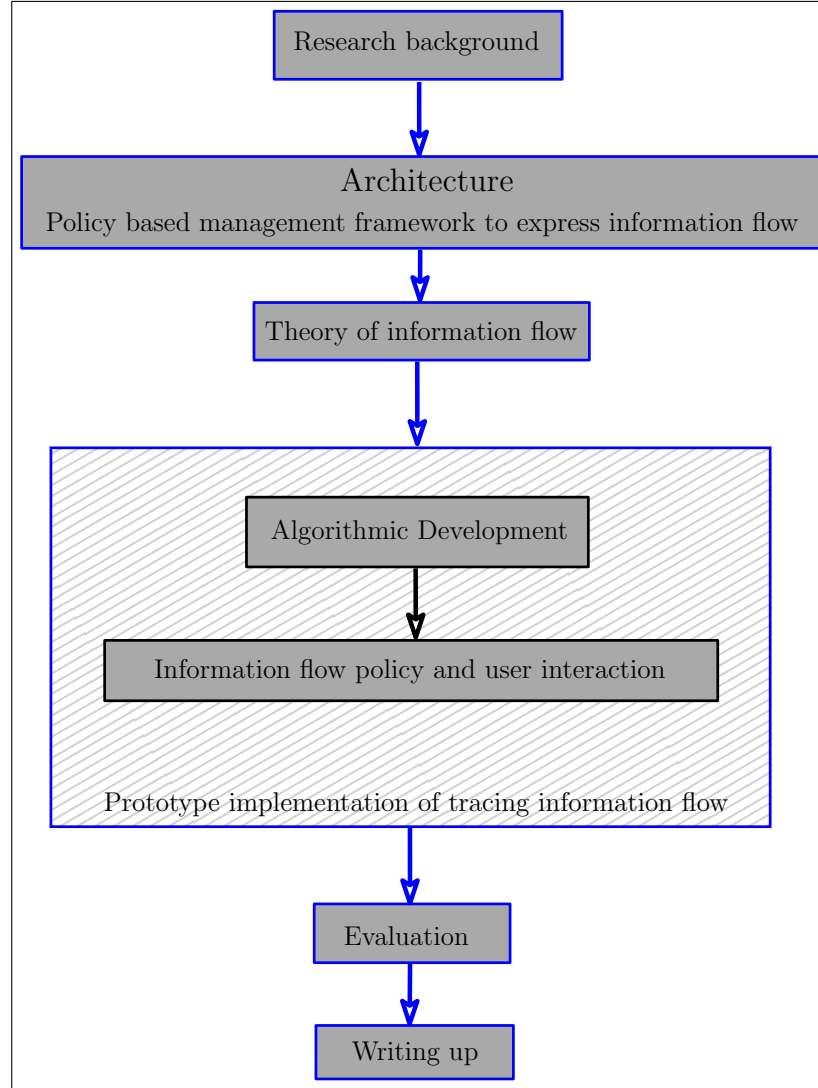 Research background
Architecture
Policy based management framework to express information flow
Theory of information flow
Algorithmic Development
Information flow policy and user interaction
Prototype implementation of tracing information flow
Evaluation
Writing up